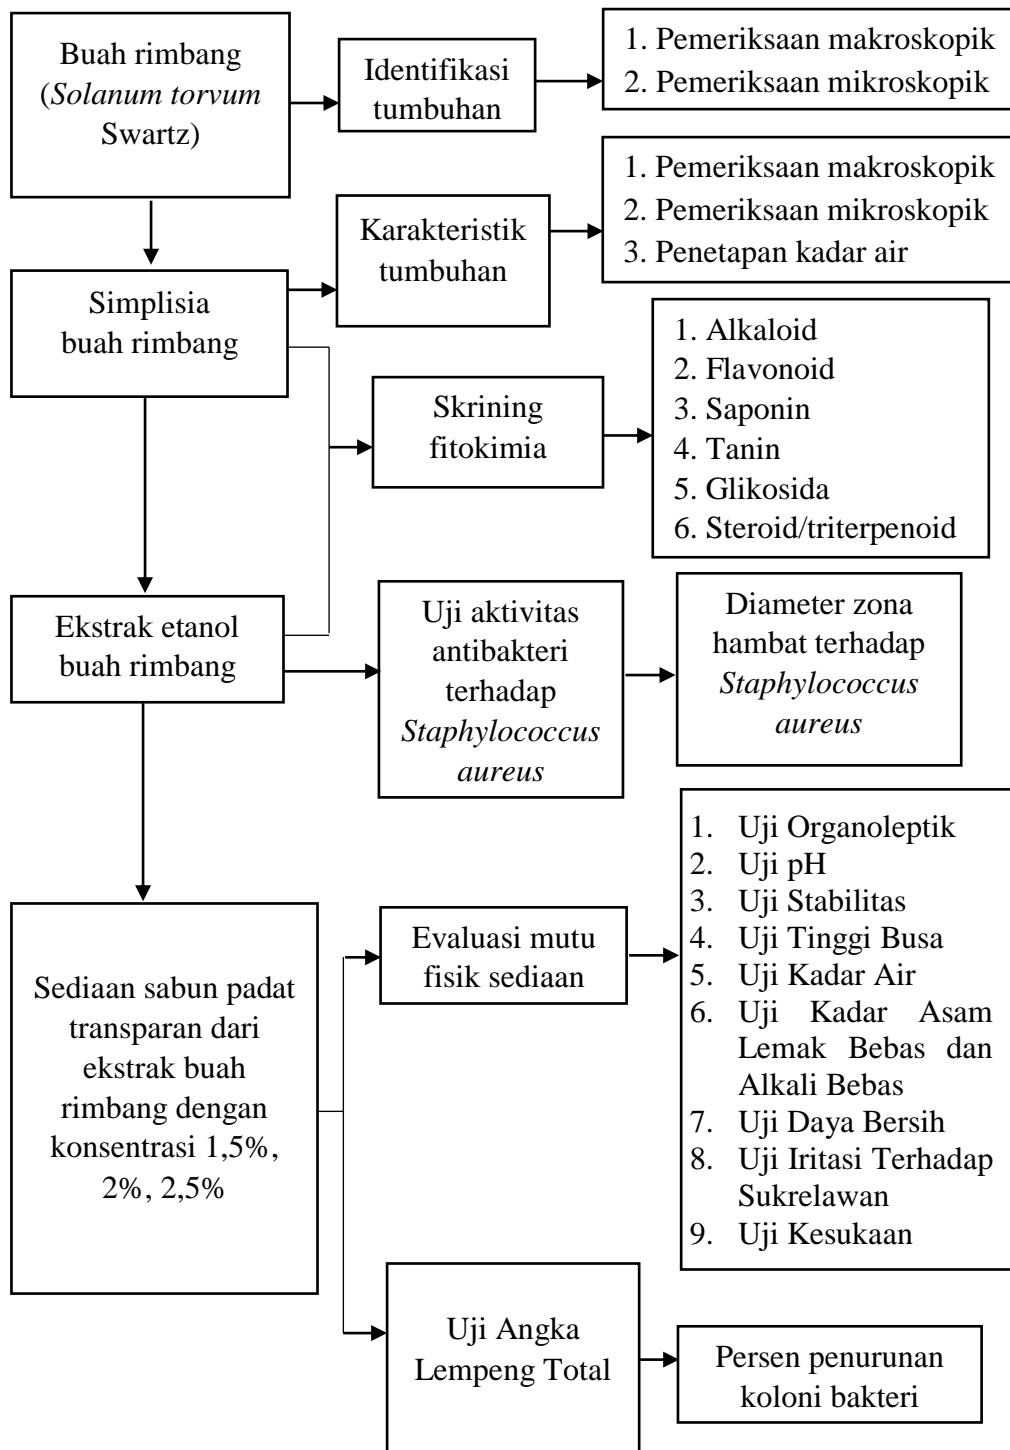 Buah rimbang
(Solanum torvum
Swartz)
Identifikasi
tumbuhan
1. Pemeriksaan makroskopik
2. Pemeriksaan mikroskopik
Simplisia
buah rimbang
Karakteristik
tumbuhan
1. Pemeriksaan makroskopik
2. Pemeriksaan mikroskopik
3. Penetapan kadar air
Skrining
fitokimia
1. Alkaloid
2. Flavonoid
3. Saponin
4. Tanin
5. Glikosida
6. Steroid/triterpenoid
Ekstrak etanol
buah rimbang
Uji aktivitas
antibakteri
terhadap
Staphylococcus
aureus
Diameter zona
hambat terhadap
Staphylococcus
aureus
Sediaan sabun padat
transparan dari
ekstrak buah
rimbang dengan
konsentrasi 1,5%,
2%, 2,5%
Evaluasi mutu
fisik sediaan
1. Uji Organoleptik
2. Uji pH
3. Uji Stabilitas
4. Uji Tinggi Busa
5. Uji Kadar Air
6. Uji Kadar Asam
Lemak Bebas dan
Alkali Bebas
7. Uji Daya Bersih
8. Uji Iritasi Terhadap
Sukrelawan
9. Uji Kesukaan
Uji Angka
Lempeng Total
Persen penurunan
koloni bakteri